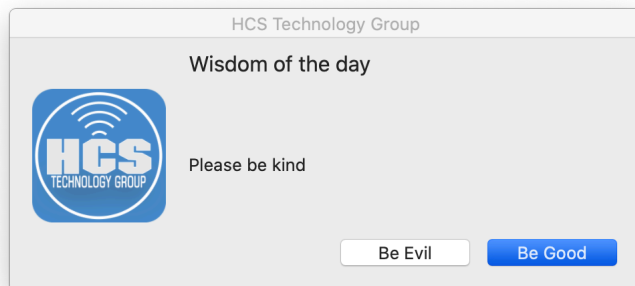 HCS Technology Group
Wisdom of the day
HCS
TECHNOLOGY GROUP
Please be kind
Be Evil
Be Good